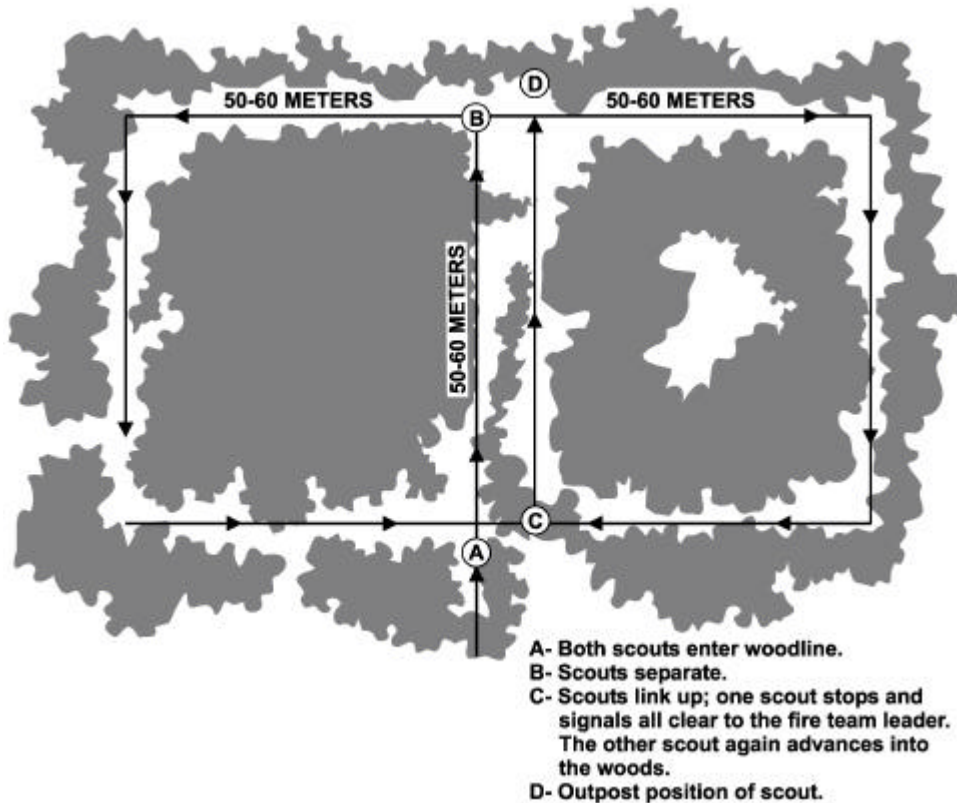 D
50-60 METERS
50-60 METERS
B
50-60 METERS
C
A
A- Both scouts enter woodline.
B- Scouts separate.
C- Scouts link up; one scout stops and
signals all clear to the fire team leader.
The other scout again advances into
the woods.
D- Outpost position of scout.